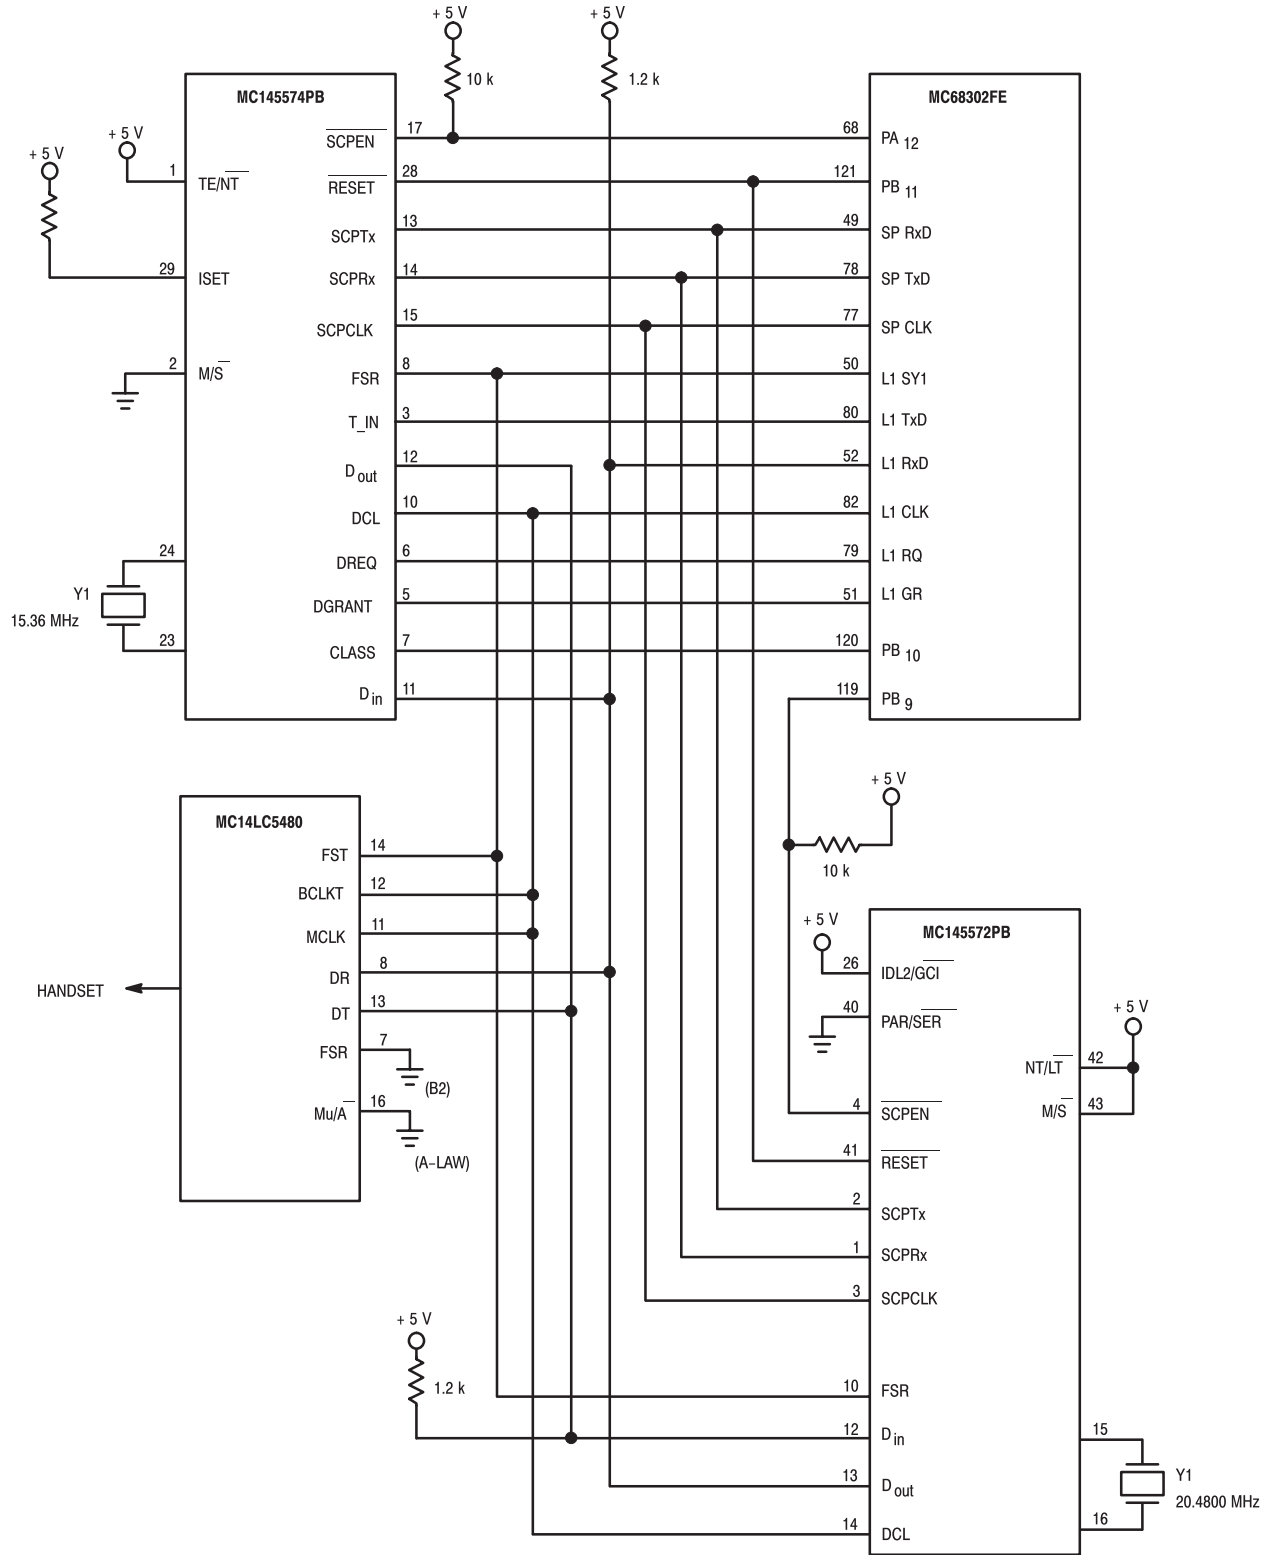 + 5 V
+ 5 V
10 k
1.2 k
MC145574PB
MC68302FE
+ 5 V
+ 5 V
1
TE/NT
29
ISET
2
M/S
24
Y1
15.36 MHz
23
SCPEN
17
68
PA 12
RESET
28
121
PB 11
SCPTx
13
49
SP RxD
SCPRx
14
78
SP TxD
SCPCLK
15
77
SP CLK
FSR
8
50
L1 SY1
T_IN
3
80
L1 TxD
D out
12
52
L1 RxD
DCL
10
82
L1 CLK
DREQ
6
79
L1 RQ
DGRANT
5
51
L1 GR
CLASS
7
120
PB 10
D in
11
119
PB 9
MC14LC5480
FST
14
BCLKT
12
MCLK
11
DR
8
DT
13
FSR
7
(B2)
Mu/A
16
(A–LAW)
HANDSET
+ 5 V
10 k
+ 5 V
MC145572PB
26
IDL2/GCI
40
PAR/SER
+ 5 V
NT/LT
42
M/S
43
4
SCPEN
41
RESET
2
SCPTx
1
SCPRx
3
SCPCLK
+ 5 V
1.2 k
10
FSR
12
D in
13
D out
14
DCL
15
Y1
20.4800 MHz
16